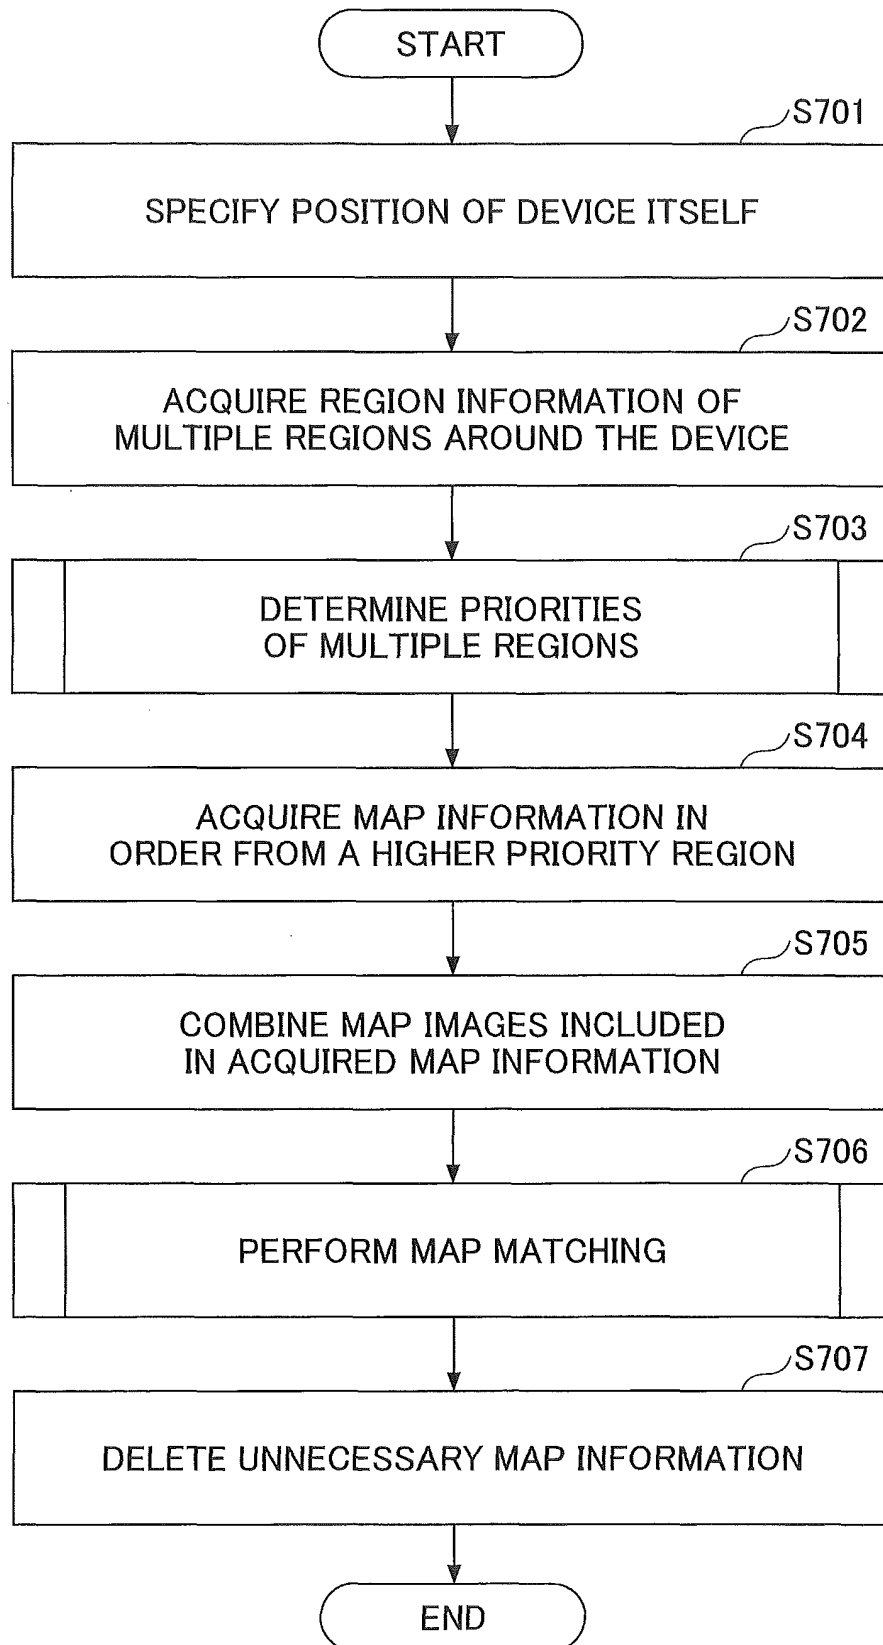 START
S701
SPECIFY POSITION OF DEVICE ITSELF
S702
ACQUIRE REGION INFORMATION OF
MULTIPLE REGIONS AROUND THE DEVICE
S703
DETERMINE PRIORITIES
OF MULTIPLE REGIONS
S704
ACQUIRE MAP INFORMATION IN
ORDER FROM A HIGHER PRIORITY REGION
S705
COMBINE MAP IMAGES INCLUDED
IN ACQUIRED MAP INFORMATION
S706
PERFORM MAP MATCHING
S707
DELETE UNNECESSARY MAP INFORMATION
END